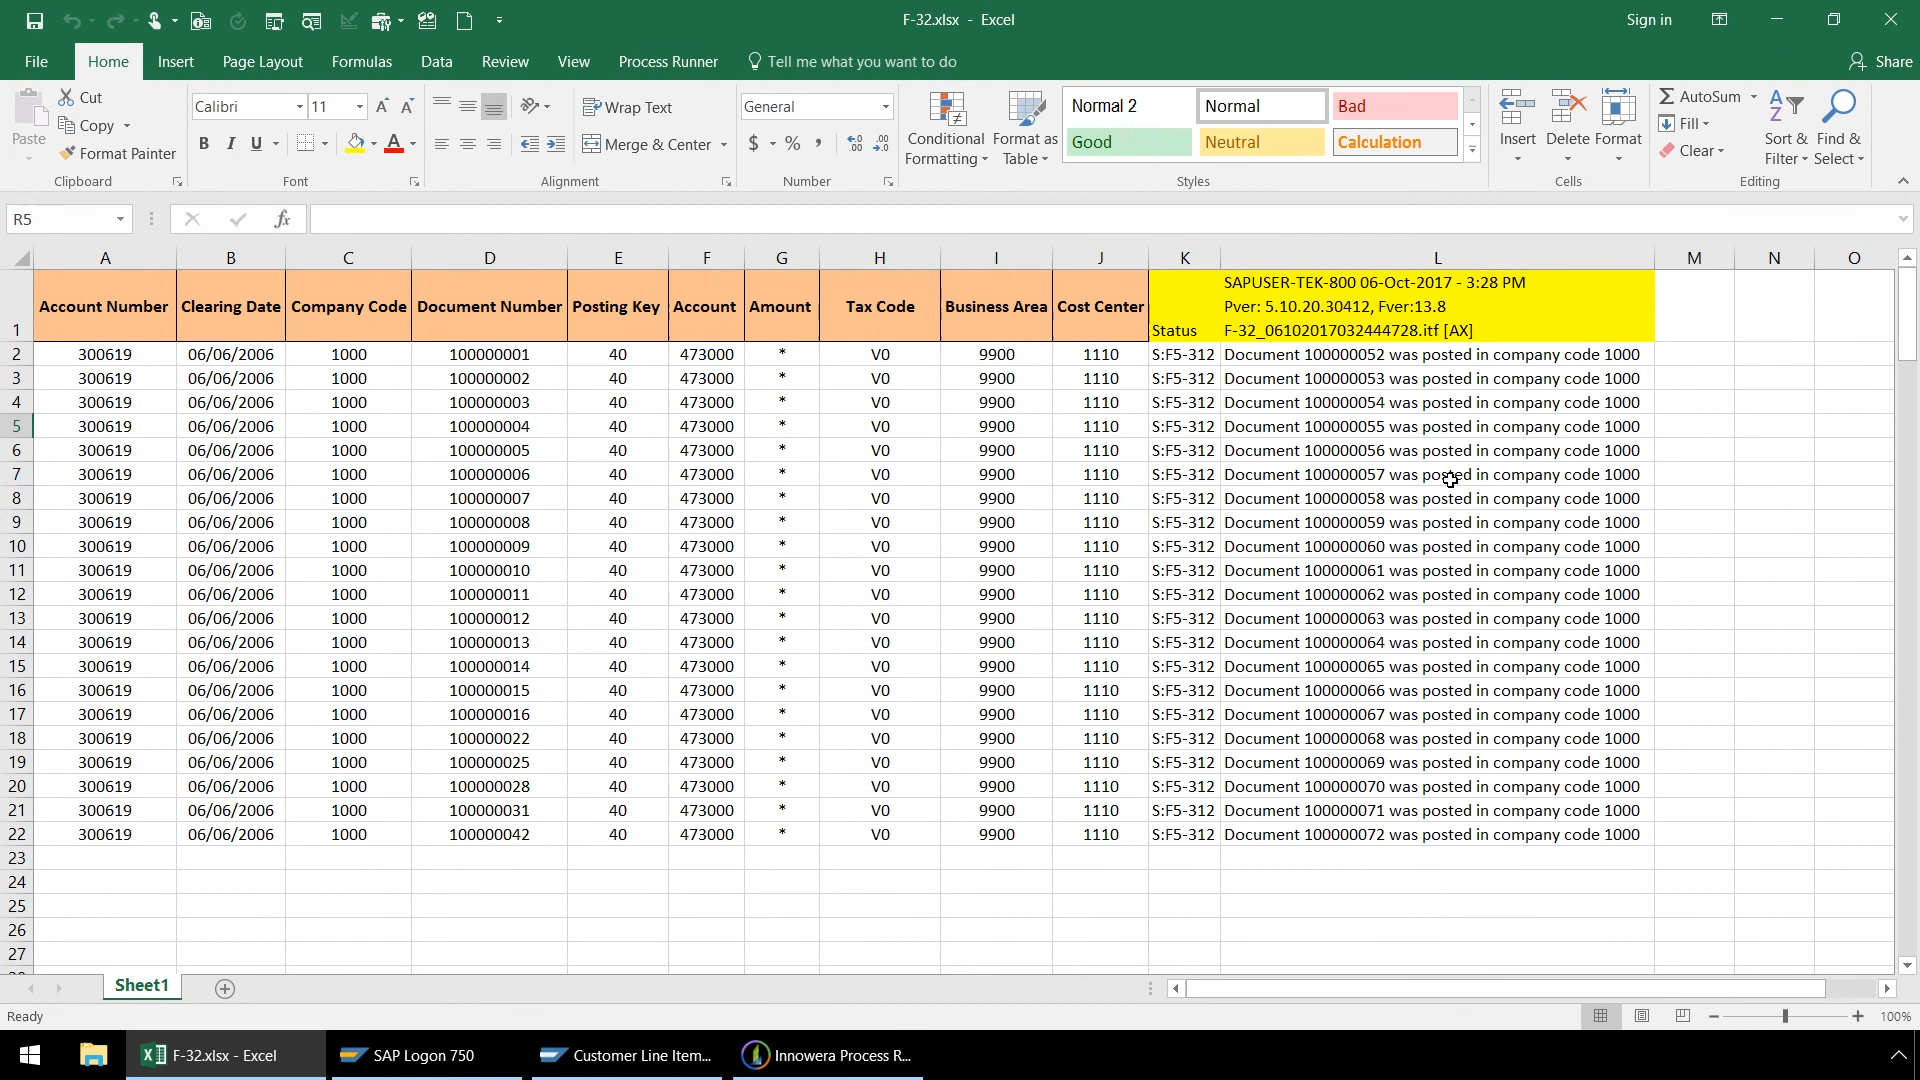 F-32.xlsx - Excel
Sign in
File Home Insert Page Layout Formulas Data Review View Process Runner Tell me what you want to do Share
Paste
Cut
Copy
Format Painter
Clipboard
Calibri 11
B I U A
Font
Wrap Text
Merge & Center
Alignment
General
$ % ,
Number
Conditional Formatting
Format as Table
Normal 2 Normal Bad
Good Neutral Calculation
Styles
Insert Delete Format
Cells
AutoSum
Fill
Clear
Sort & Filter
Find & Select
Editing
R5 fx
A B C D E F G H I J K L M N O
1 Account Number Clearing Date Company Code Document Number Posting Key Account Amount Tax Code Business Area Cost Center Status
SAPUSER-TEK-800 06-Oct-2017 - 3:28 PM
Pver: 5.10.20.30412, Fver:13.8
F-32_06102017032444728.itf [AX]
2 300619 06/06/2006 1000 100000001 40 473000 * V0 9900 1110 S:F5-312 Document 100000052 was posted in company code 1000
3 300619 06/06/2006 1000 100000002 40 473000 * V0 9900 1110 S:F5-312 Document 100000053 was posted in company code 1000
4 300619 06/06/2006 1000 100000003 40 473000 * V0 9900 1110 S:F5-312 Document 100000054 was posted in company code 1000
5 300619 06/06/2006 1000 100000004 40 473000 * V0 9900 1110 S:F5-312 Document 100000055 was posted in company code 1000
6 300619 06/06/2006 1000 100000005 40 473000 * V0 9900 1110 S:F5-312 Document 100000056 was posted in company code 1000
7 300619 06/06/2006 1000 100000006 40 473000 * V0 9900 1110 S:F5-312 Document 100000057 was posted in company code 1000
8 300619 06/06/2006 1000 100000007 40 473000 * V0 9900 1110 S:F5-312 Document 100000058 was posted in company code 1000
9 300619 06/06/2006 1000 100000008 40 473000 * V0 9900 1110 S:F5-312 Document 100000059 was posted in company code 1000
10 300619 06/06/2006 1000 100000009 40 473000 * V0 9900 1110 S:F5-312 Document 100000060 was posted in company code 1000
11 300619 06/06/2006 1000 100000010 40 473000 * V0 9900 1110 S:F5-312 Document 100000061 was posted in company code 1000
12 300619 06/06/2006 1000 100000011 40 473000 * V0 9900 1110 S:F5-312 Document 100000062 was posted in company code 1000
13 300619 06/06/2006 1000 100000012 40 473000 * V0 9900 1110 S:F5-312 Document 100000063 was posted in company code 1000
14 300619 06/06/2006 1000 100000013 40 473000 * V0 9900 1110 S:F5-312 Document 100000064 was posted in company code 1000
15 300619 06/06/2006 1000 100000014 40 473000 * V0 9900 1110 S:F5-312 Document 100000065 was posted in company code 1000
16 300619 06/06/2006 1000 100000015 40 473000 * V0 9900 1110 S:F5-312 Document 100000066 was posted in company code 1000
17 300619 06/06/2006 1000 100000016 40 473000 * V0 9900 1110 S:F5-312 Document 100000067 was posted in company code 1000
18 300619 06/06/2006 1000 100000022 40 473000 * V0 9900 1110 S:F5-312 Document 100000068 was posted in company code 1000
19 300619 06/06/2006 1000 100000025 40 473000 * V0 9900 1110 S:F5-312 Document 100000069 was posted in company code 1000
20 300619 06/06/2006 1000 100000028 40 473000 * V0 9900 1110 S:F5-312 Document 100000070 was posted in company code 1000
21 300619 06/06/2006 1000 100000031 40 473000 * V0 9900 1110 S:F5-312 Document 100000071 was posted in company code 1000
22 300619 06/06/2006 1000 100000042 40 473000 * V0 9900 1110 S:F5-312 Document 100000072 was posted in company code 1000
23
24
25
26
27
Sheet1
Ready 100%
F-32.xlsx - Excel SAP Logon 750 Customer Line Item... Innowera Process R...